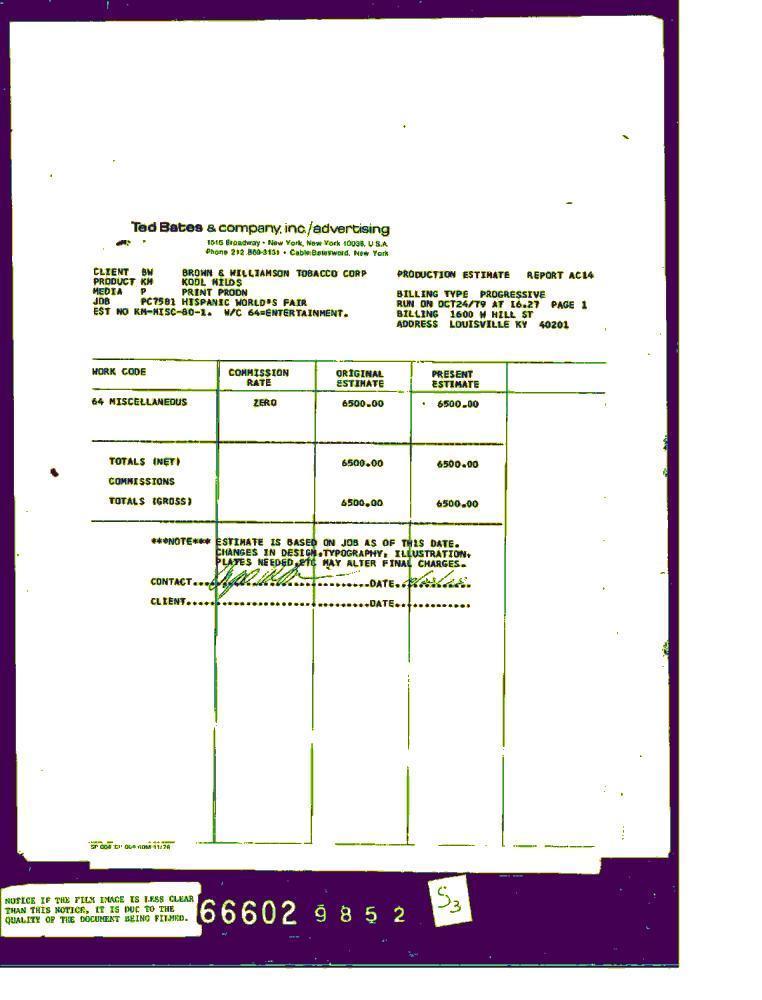 Ted Bates & company, inc./advertising
1515 Broadway • New York, New York 10036, U.S.A.
Phone 212 869-3131 • Cable: Batesword, New York
CLIENT BW BROWN & WILLIAMSON TOBACCO CORP PRODUCTION ESTIMATE REPORT AC14
PRODUCT KM KOOL MILDS
MEDIA P PRINT PRODN BILLING TYPE PROGRESSIVE
JOB PC7581 HISPANIC WORLD'S FAIR RUN ON OCT24/79 AT 16.27 PAGE 1
EST NO KM-MISC-80-1. W/C 64=ENTERTAINMENT. BILLING 1600 W HILL ST
ADDRESS LOUISVILLE KY 40201
WORK CODE COMMISSION RATE ORIGINAL ESTIMATE PRESENT ESTIMATE
64 MISCELLANEOUS ZERO 6500.00 6500.00
TOTALS (NET) 6500.00 6500.00
COMMISSIONS
TOTALS (GROSS) 6500.00 6500.00
***NOTE*** ESTIMATE IS BASED ON JOB AS OF THIS DATE.
CHANGES IN DESIGN,TYPOGRAPHY, ILLUSTRATION,
PLATES NEEDED,ETC MAY ALTER FINAL CHARGES.
CONTACT.. DATE
CLIENT.. DATE
NOTICE IF THE FILM IMAGE IS LESS CLEAR
THAN THIS NOTICE, IT IS DUE TO THE
QUALITY OF THE DOCUMENT BEING FILMED.
66602 9852
S3